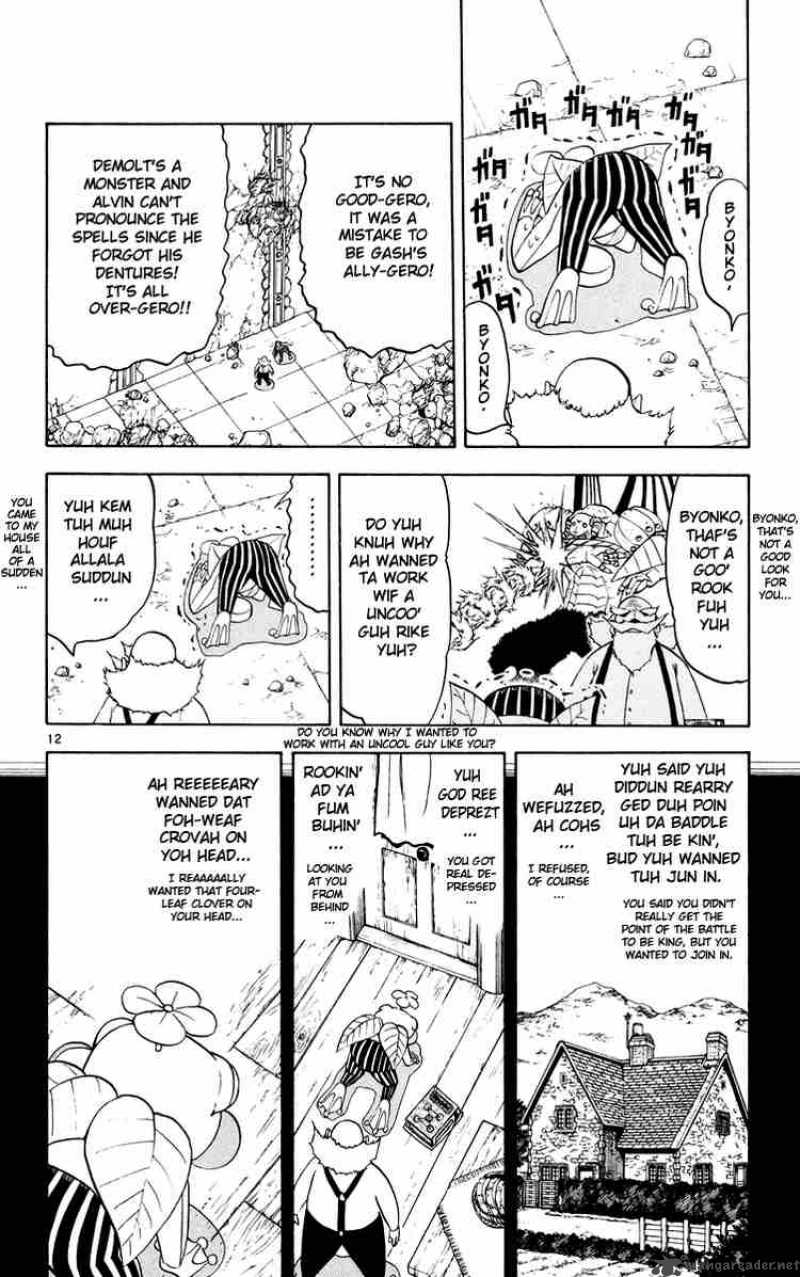 BYONKO,
BYONKO,
ガタ
ガタ
ガタ
ガタ
ガタ
ガタ
ガタ
ガタ
IT'S NO
GOOD-GERO,
IT WAS A
MISTAKE TO
BE GASH'S
ALLY-GERO!
DEMOLT'S A
MONSTER AND
ALVIN CAN'T
PRONOUNCE THE
SPELLS SINCE HE
FORGOT HIS
DENTURES!
IT'S ALL
OVER-GERO!!
BYONKO,
THAT'S
NOT A
GOOD
LOOK
FOR
YOU...
BYONKO,
THAF'S
NOT A
GOO'
ROOK
FUH
YUH
...
DO YUH
KNUH WHY
AH WANNED
TA WORK
WIF A
UNCOO'
GUH RIKE
YUH?
DO YOU KNOW WHY I WANTED TO
WORK WITH AN UNCOOL GUY LIKE YOU?
........
YUH KEM
TUH MUH
HOUF
ALLALA
SUDDUN
...
YOU
CAME
TO MY
HOUSE
ALL
OF A
SUDDEN
...
12
YUH SAID YUH
DIDDUN REARRY
GED DUH POIN
UH DA BADDLE
TUH BE KIN',
BUD YUH WANNED
TUH JUN IN.
YOU SAID YOU DIDN'T
REALLY GET THE
POINT OF THE BATTLE
TO BE KING, BUT YOU
WANTED TO JOIN IN.
AH
WEFUZZED,
AH COHS
...
I REFUSED,
OF COURSE
...
YUH
GOD REE
DEPREZT
...
YOU GOT
REAL DE-
PRESSED
...
ROOKIN'
AD YA
FUM
BUHIN'
...
LOOKING
AT YOU
FROM
BEHIND
...
AH REEEEEARY
WANNED DAT
FOH-WEAF
CROVAH ON
YOH HEAD...
I REAAAAALLY
WANTED THAT FOUR-
LEAF CLOVER ON
YOUR HEAD...
mangareader.net